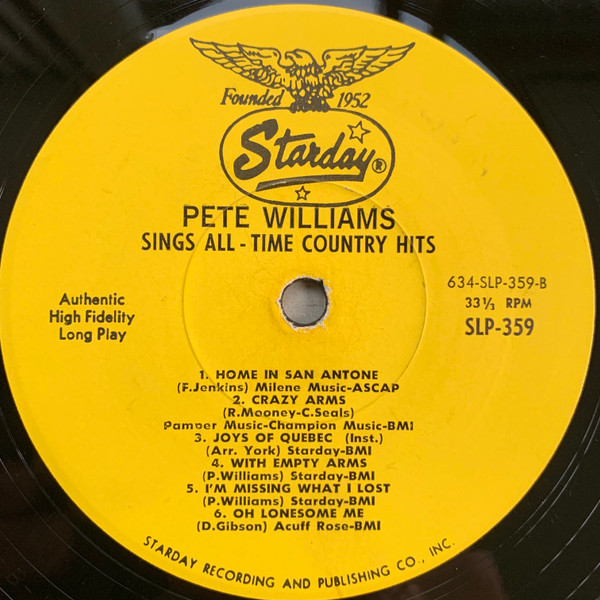 Founded 1952
Starday®
PETE WILLIAMS
SINGS ALL-TIME COUNTRY HITS
Authentic
High Fidelity
Long Play
634-SLP-359-B
33⅓ RPM
SLP-359
1. HOME IN SAN ANTONE
(F.Jenkins) Milene Music-ASCAP
2. CRAZY ARMS
(R.Mooney-C.Seals)
Pamper Music-Champion Music-BMI
3. JOYS OF QUEBEC (Inst.)
(Arr. York) Starday-BMI
4. WITH EMPTY ARMS
(P.Williams) Starday-BMI
5. I'M MISSING WHAT I LOST
(P.Williams) Starday-BMI
6. OH LONESOME ME
(D.Gibson) Acuff Rose-BMI
STARDAY RECORDING AND PUBLISHING CO., INC.